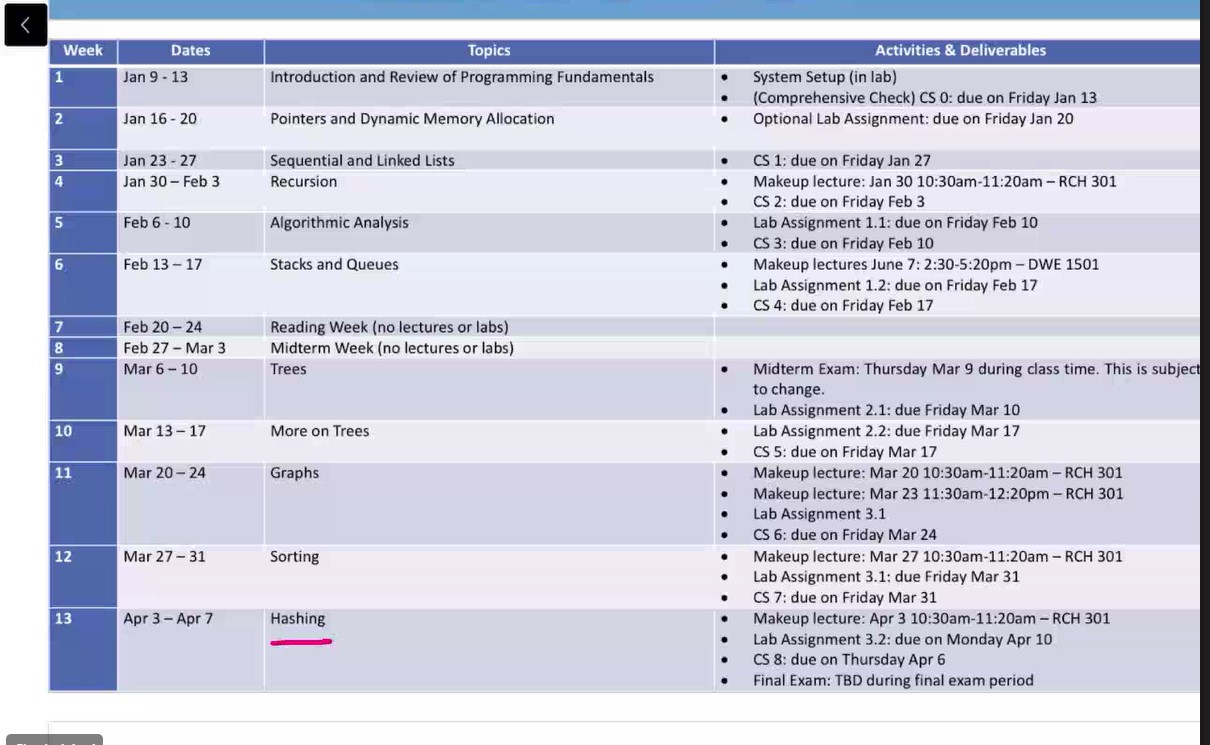 Week Dates Topics Activities & Deliverables
1 Jan 9 - 13 Introduction and Review of Programming Fundamentals • System Setup (in lab)
• (Comprehensive Check) CS 0: due on Friday Jan 13
2 Jan 16 - 20 Pointers and Dynamic Memory Allocation • Optional Lab Assignment: due on Friday Jan 20
3 Jan 23 - 27 Sequential and Linked Lists • CS 1: due on Friday Jan 27
4 Jan 30 – Feb 3 Recursion • Makeup lecture: Jan 30 10:30am-11:20am – RCH 301
• CS 2: due on Friday Feb 3
5 Feb 6 - 10 Algorithmic Analysis • Lab Assignment 1.1: due on Friday Feb 10
• CS 3: due on Friday Feb 10
6 Feb 13 – 17 Stacks and Queues • Makeup lectures June 7: 2:30-5:20pm – DWE 1501
• Lab Assignment 1.2: due on Friday Feb 17
• CS 4: due on Friday Feb 17
7 Feb 20 – 24 Reading Week (no lectures or labs)
8 Feb 27 – Mar 3 Midterm Week (no lectures or labs)
9 Mar 6 – 10 Trees • Midterm Exam: Thursday Mar 9 during class time. This is subject
to change.
• Lab Assignment 2.1: due Friday Mar 10
10 Mar 13 – 17 More on Trees • Lab Assignment 2.2: due Friday Mar 17
• CS 5: due on Friday Mar 17
11 Mar 20 – 24 Graphs • Makeup lecture: Mar 20 10:30am-11:20am – RCH 301
• Makeup lecture: Mar 23 11:30am-12:20pm – RCH 301
• Lab Assignment 3.1
• CS 6: due on Friday Mar 24
12 Mar 27 – 31 Sorting • Makeup lecture: Mar 27 10:30am-11:20am – RCH 301
• Lab Assignment 3.1: due Friday Mar 31
• CS 7: due on Friday Mar 31
13 Apr 3 – Apr 7 Hashing • Makeup lecture: Apr 3 10:30am-11:20am – RCH 301
• Lab Assignment 3.2: due on Monday Apr 10
• CS 8: due on Thursday Apr 6
• Final Exam: TBD during final exam period